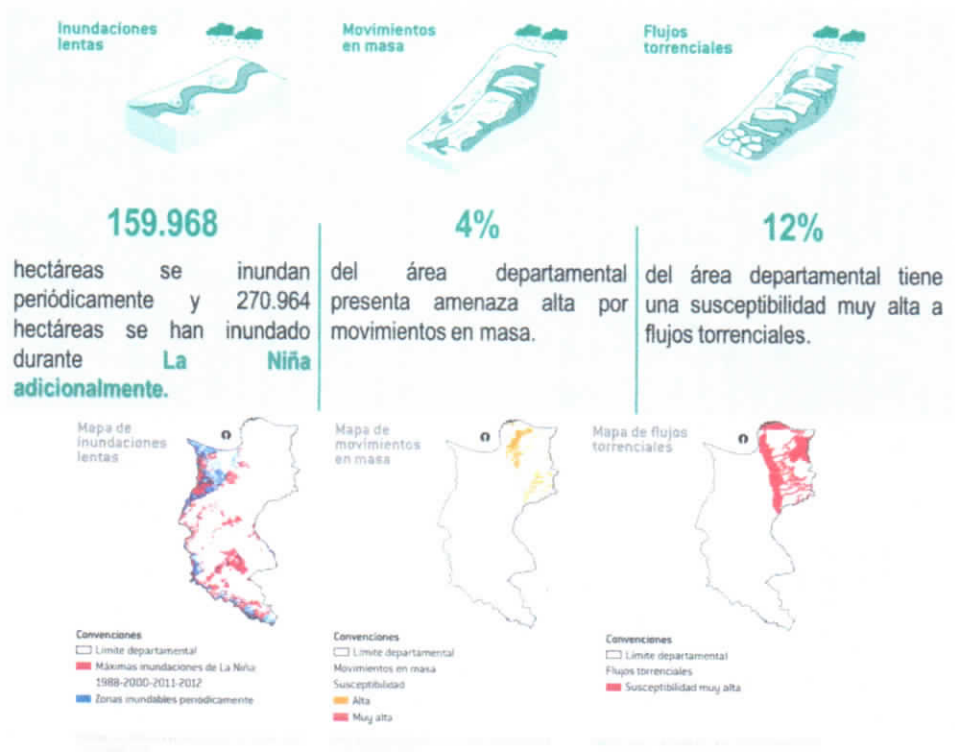 Inundaciones
lentas
Movimientos
en masa
Flujos
torrenciales
159.968
hectáreas se inundan
periódicamente y 270.964
hectáreas se han inundado
durante La Niña
adicionalmente.
4%
del área departamental
presenta amenaza alta por
movimientos en masa.
12%
del área departamental tiene
una susceptibilidad muy alta a
flujos torrenciales.
Mapa de
inundaciones
lentas
Convenciones
Límite departamental
Máximas inundaciones de La Niña
1988-2000-2011-2012
Zonas inundables periódicamente
Mapa de
movimientos
en masa
Convenciones
Límite departamental
Movimientos en masa
Susceptibilidad
Alta
Muy alta
Mapa de flujos
torrenciales
Convenciones
Límite departamental
Flujos torrenciales
Susceptibilidad muy alta